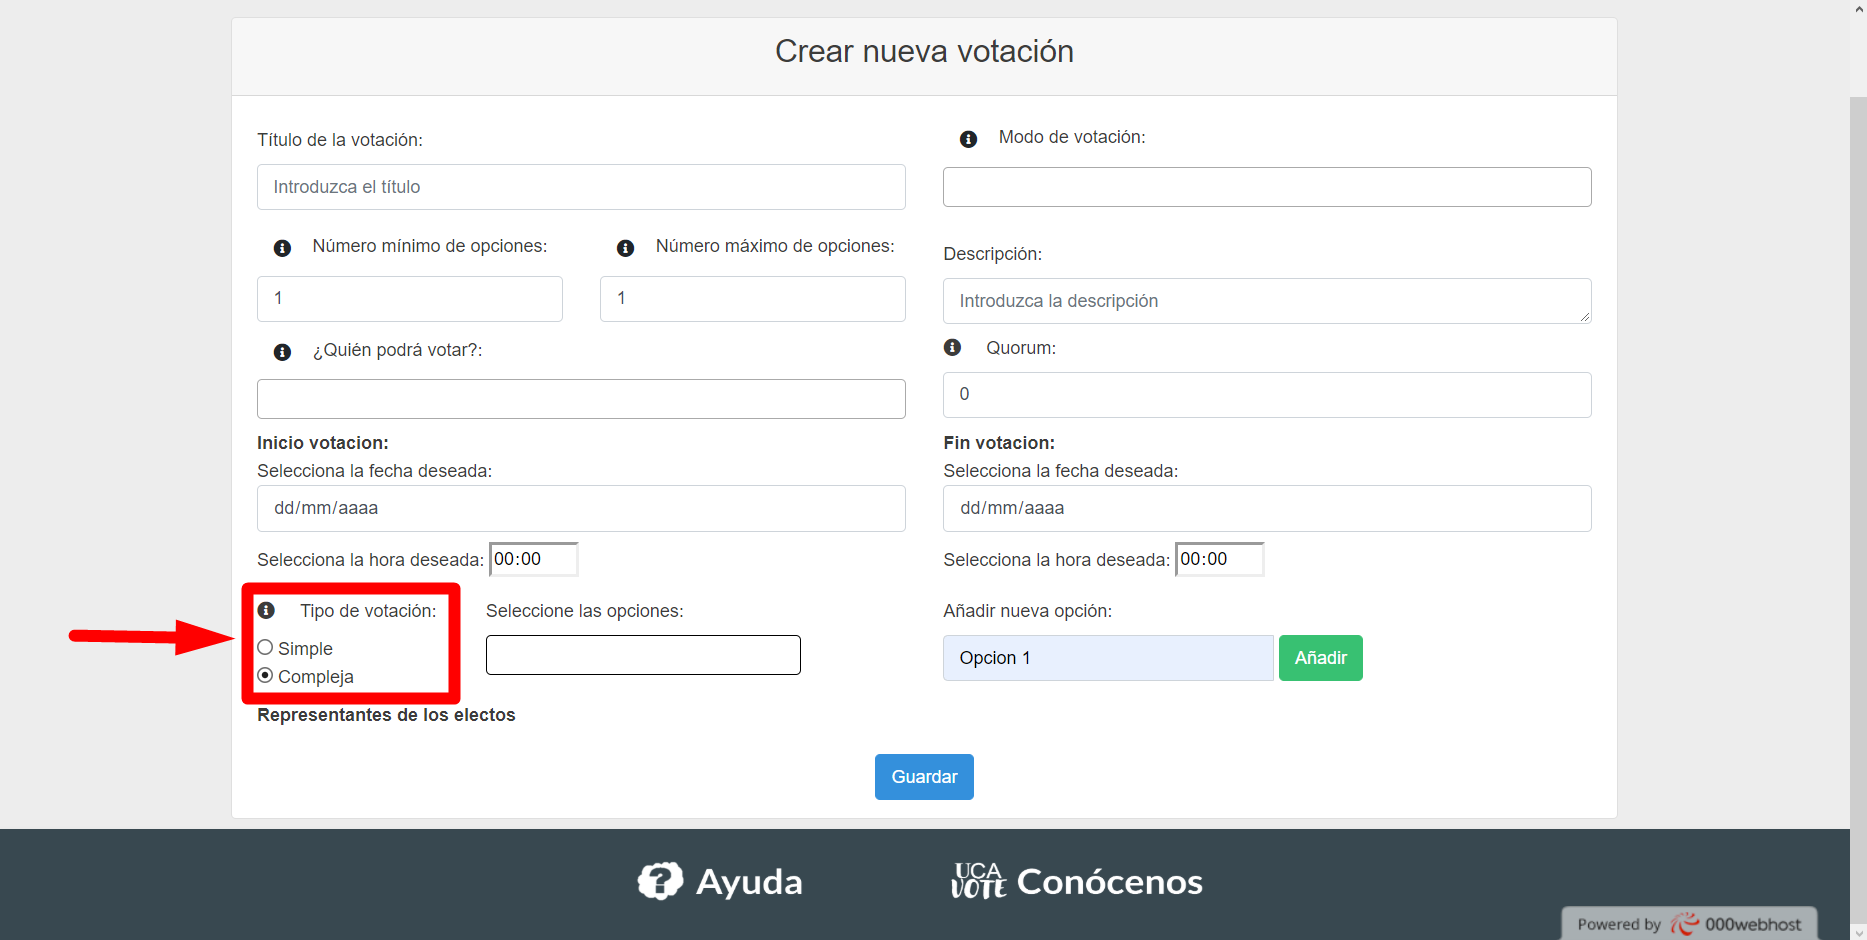 Crear nueva votación
Título de la votación:
Introduzca el título
Modo de votación:
Número mínimo de opciones:
1
Número máximo de opciones:
1
Descripción:
Introduzca la descripción
¿Quién podrá votar?:
Quorum:
0
Inicio votacion:
Selecciona la fecha deseada:
dd/mm/aaaa
Selecciona la hora deseada: 00:00
Fin votacion:
Selecciona la fecha deseada:
dd/mm/aaaa
Selecciona la hora deseada: 00:00
Tipo de votación:
Simple
Compleja
Seleccione las opciones:
Añadir nueva opción:
Opcion 1
Añadir
Representantes de los electos
Guardar
Ayuda
UCA
VOTE
Conócenos
Powered by 000webhost